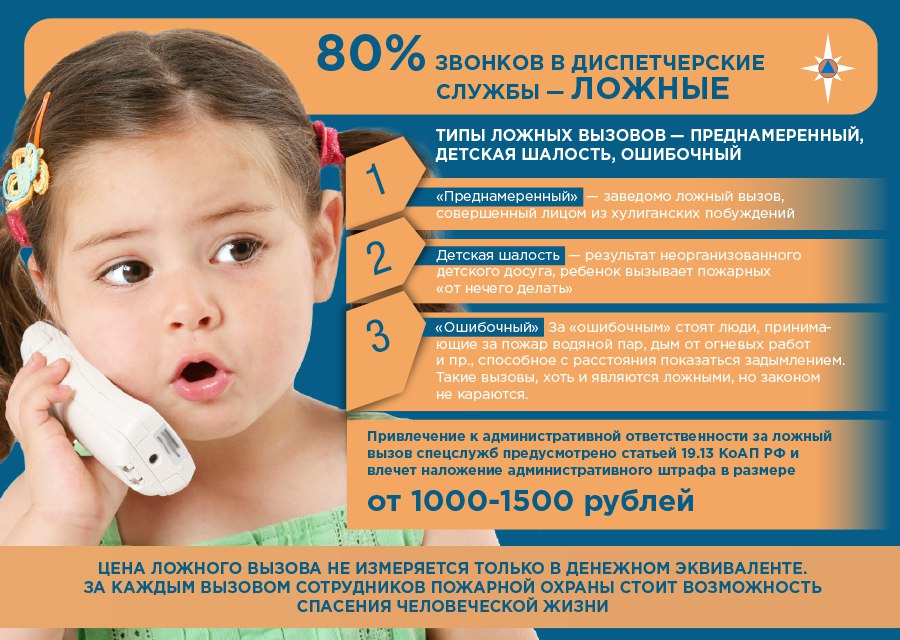 80% ЗВОНКОВ В ДИСПЕТЧЕРСКИЕ
СЛУЖБЫ — ЛОЖНЫЕ
ТИПЫ ЛОЖНЫХ ВЫЗОВОВ — ПРЕДНАМЕРЕННЫЙ,
ДЕТСКАЯ ШАЛОСТЬ, ОШИБОЧНЫЙ
1
«Преднамеренный» — заведомо ложный вызов,
совершенный лицом из хулиганских побуждений
2
Детская шалость — результат неорганизованного
детского досуга, ребенок вызывает пожарных
«от нечего делать»
3
«Ошибочный» За «ошибочным» стоят люди, принима-
ющие за пожар водяной пар, дым от огневых работ
и пр., способное с расстояния показаться задымлением.
Такие вызовы, хоть и являются ложными, но законом
не караются.
Привлечение к административной ответственности за ложный
вызов спецслужб предусмотрено статьей 19.13 КоАП РФ и
влечет наложение административного штрафа в размере
от 1000-1500 рублей
ЦЕНА ЛОЖНОГО ВЫЗОВА НЕ ИЗМЕРЯЕТСЯ ТОЛЬКО В ДЕНЕЖНОМ ЭКВИВАЛЕНТЕ.
ЗА КАЖДЫМ ВЫЗОВОМ СОТРУДНИКОВ ПОЖАРНОЙ ОХРАНЫ СТОИТ ВОЗМОЖНОСТЬ
СПАСЕНИЯ ЧЕЛОВЕЧЕСКОЙ ЖИЗНИ